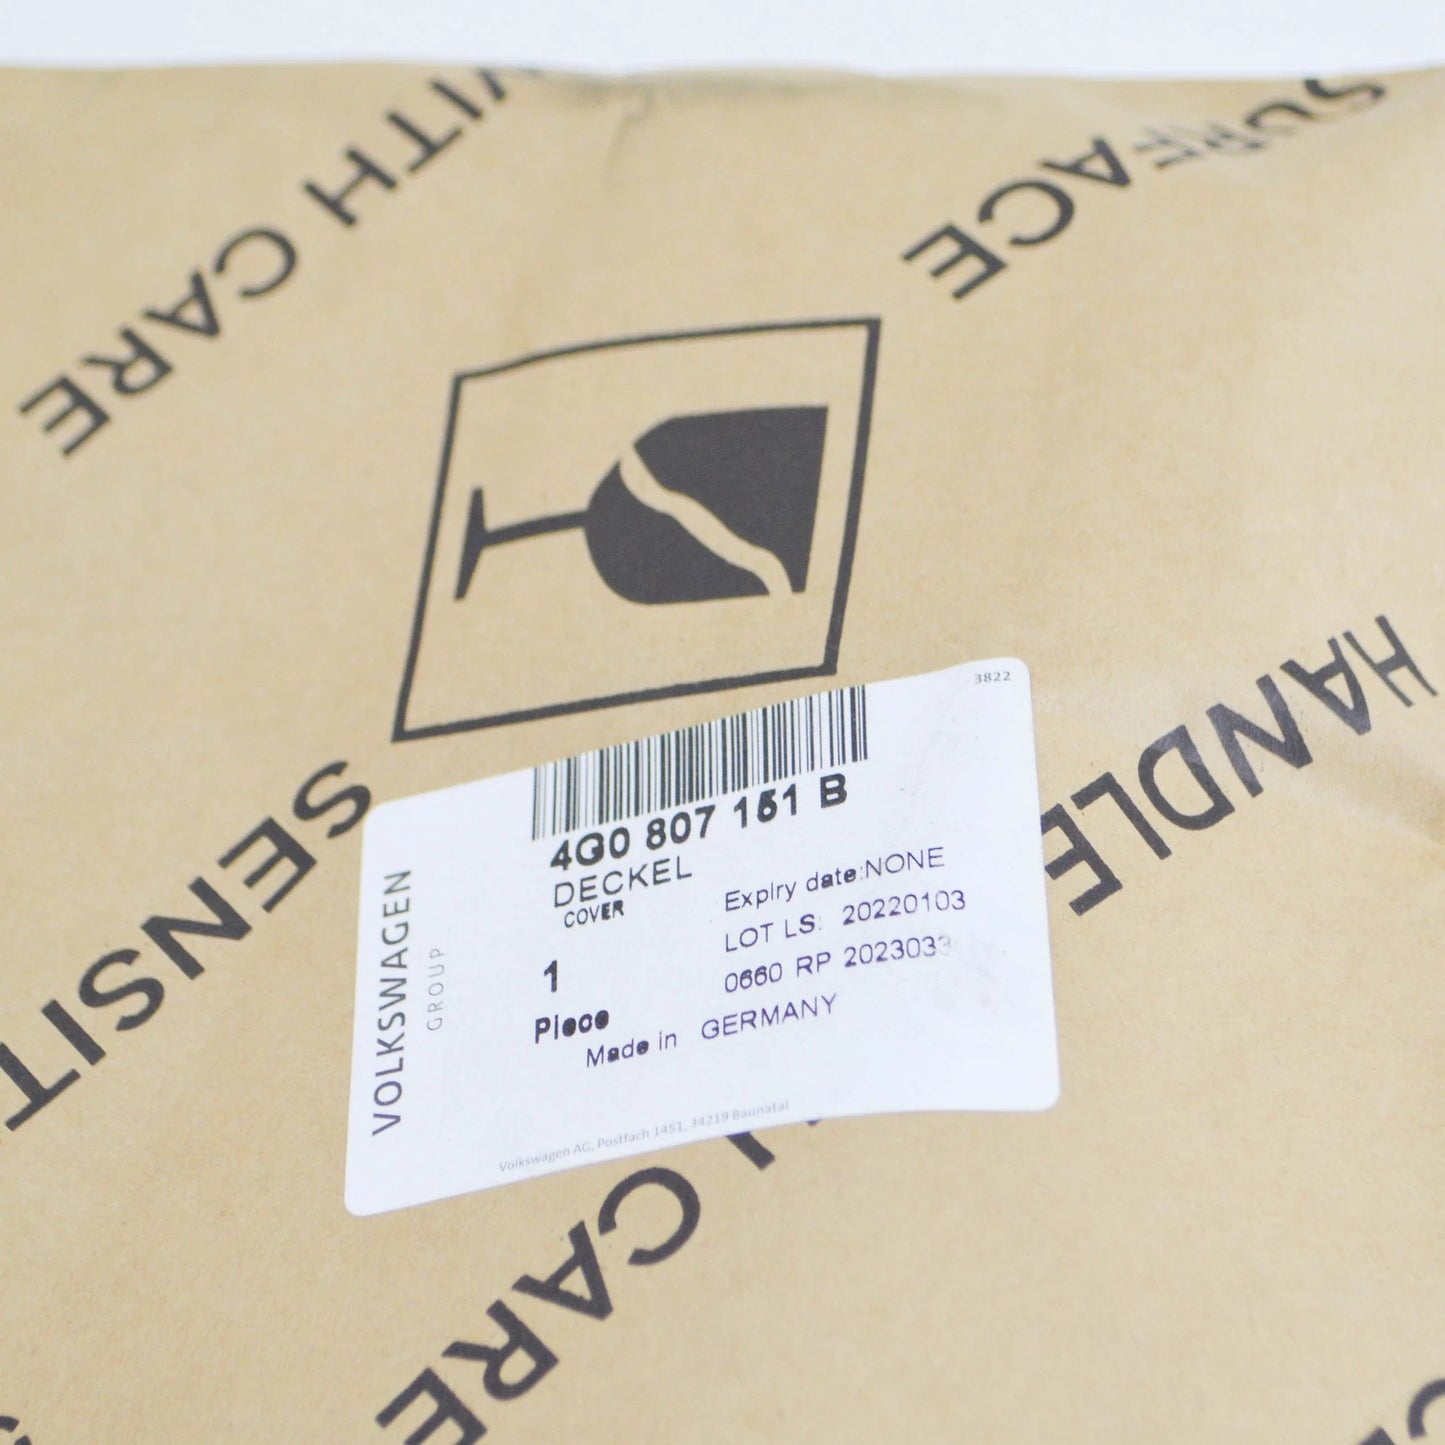 WITH CARE
SURFACE
HANDLE
SENSIT
3822
4G0 807 151 B
DECKEL
COVER
1
Piece
Expiry date:NONE
LOT LS: 20220103
0660 RP 2023033
Made in GERMANY
VOLKSWAGEN
GROUP
Volkswagen AG, Postfach 1451, 34219 Baunatal
CARE